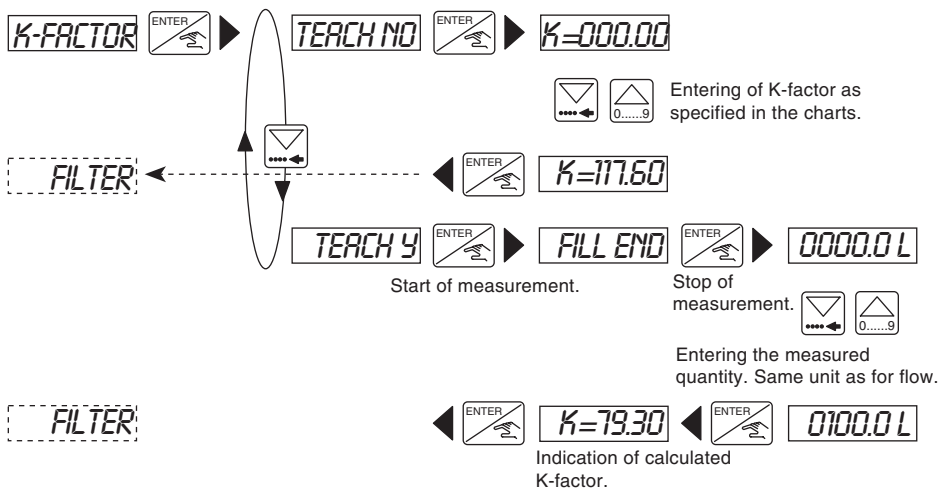 K-FACTOR ENTER TEACH NO ENTER K=000.00
0......9
Entering of K-factor as
specified in the charts.
FILTER ENTER K=117.60
TEACH Y ENTER FILL END ENTER 0000.0 L
Start of measurement.
Stop of
measurement.
0......9
Entering the measured
quantity. Same unit as for flow.
FILTER ENTER K=79.30 ENTER 0100.0 L
Indication of calculated
K-factor.